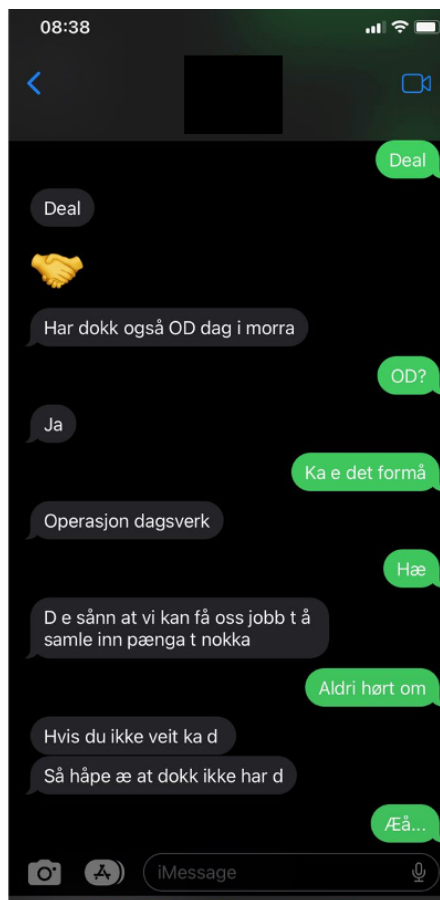 08:38
Deal
Deal
🤝
Har dokk også OD dag i morra
OD?
Ja
Ka e det formå
Operasjon dagsverk
Hæ
D e sånn at vi kan få oss jobb t å
samle inn pænga t nokka
Aldri hørt om
Hvis du ikke veit ka d
Så håpe æ at dokk ikke har d
Æå...
iMessage